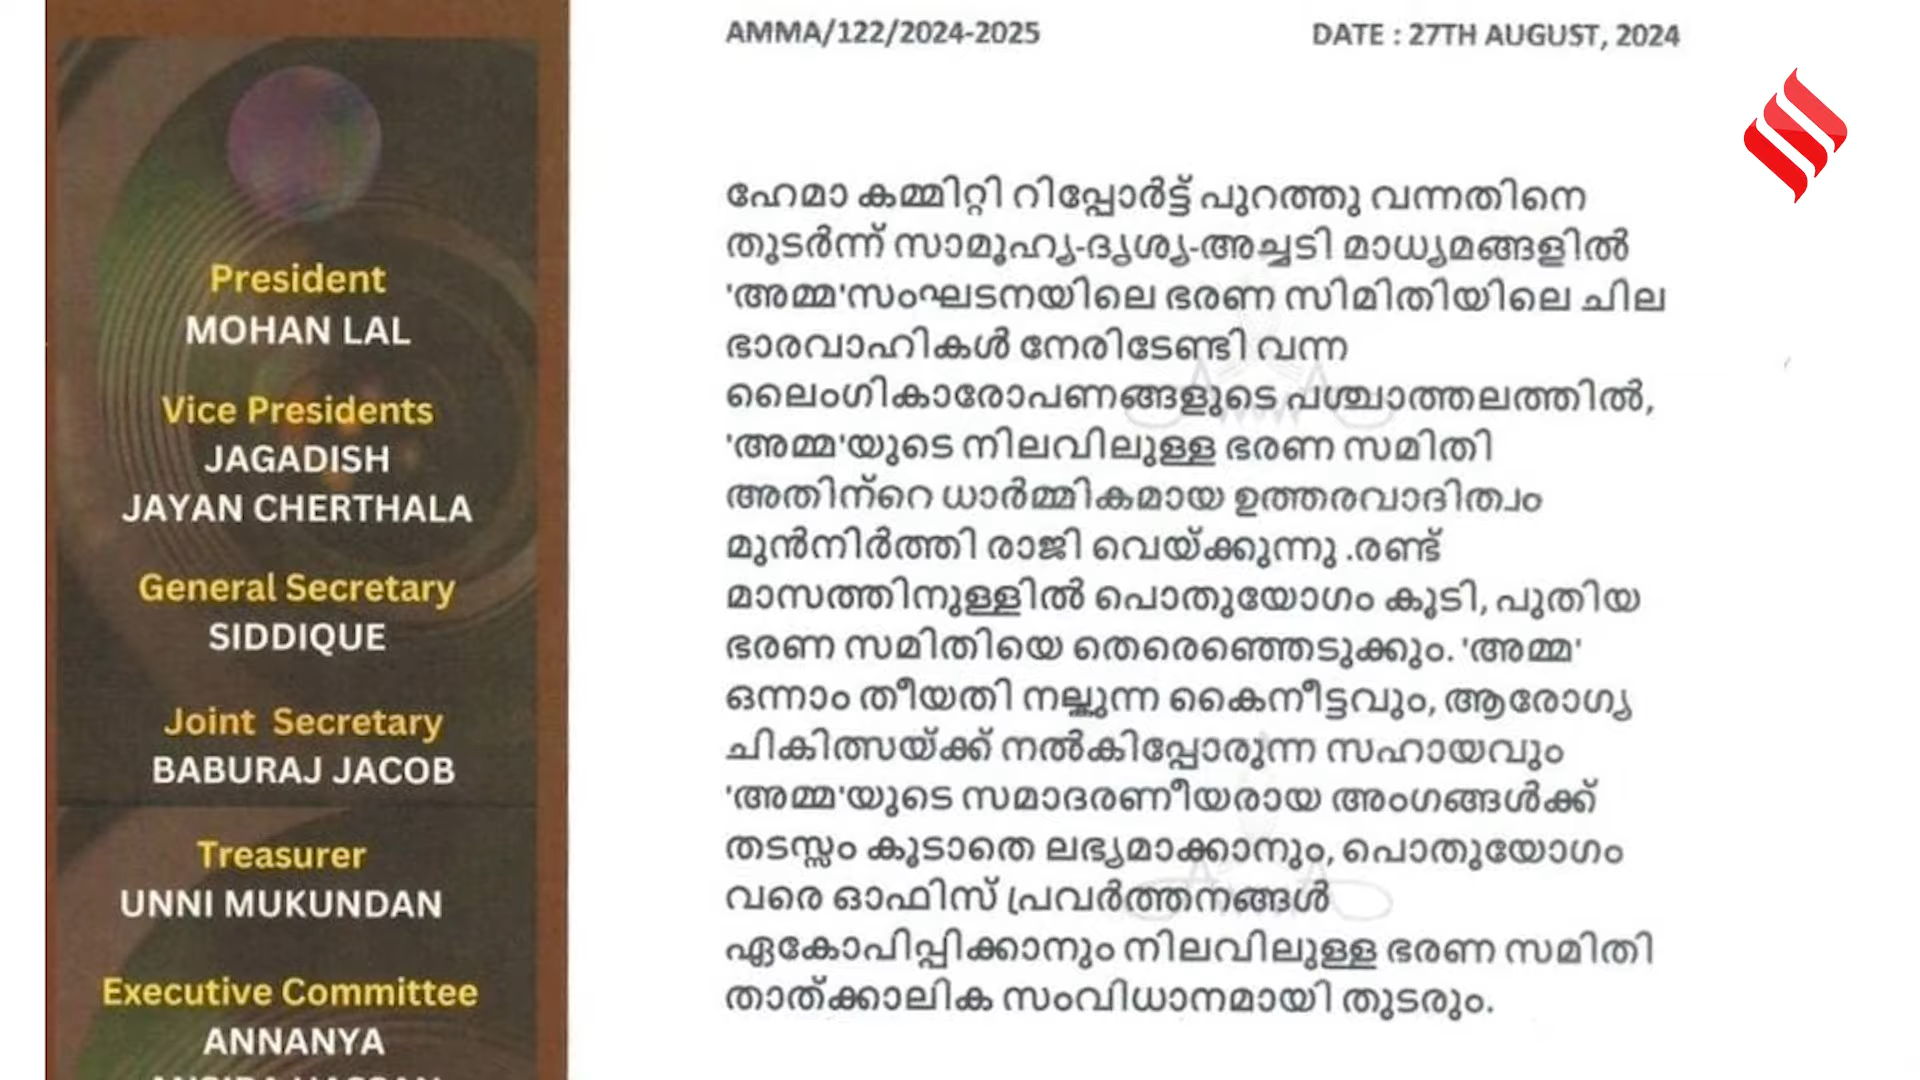 President
MOHAN LAL
Vice Presidents
JAGADISH
JAYAN CHERTHALA
General Secretary
SIDDIQUE
Joint Secretary
BABURAJ JACOB
Treasurer
UNNI MUKUNDAN
Executive Committee
ANNANYA
AMMA/122/2024-2025
DATE : 27TH AUGUST, 2024
ഹേമാ കമ്മിറ്റി റിപ്പോർട്ട് പുറത്തു വന്നതിനെ
തുടർന്ന് സാമൂഹ്യ-ദൃശ്യ-അച്ചടി മാധ്യമങ്ങളിൽ
'അമ്മ'സംഘടനയിലെ ഭരണ സിമിതിയിലെ ചില
ഭാരവാഹികൾ നേരിടേണ്ടി വന്ന
ലൈംഗികാരോപണങ്ങളുടെ പശ്ചാത്തലത്തിൽ,
'അമ്മ'യുടെ നിലവിലുള്ള ഭരണ സമിതി
അതിന്റെ ധാർമ്മികമായ ഉത്തരവാദിത്വം
മുൻനിർത്തി രാജി വെയ്ക്കുന്നു .രണ്ട്
മാസത്തിനുള്ളിൽ പൊതുയോഗം കൂടി, പുതിയ
ഭരണ സമിതിയെ തെരെഞ്ഞെടുക്കും. 'അമ്മ'
ഒന്നാം തീയതി നല്കുന്ന കൈനീട്ടവും, ആരോഗ്യ
ചികിത്സയ്ക്ക് നൽകിപ്പോരുന്ന സഹായവും
'അമ്മ'യുടെ സമാദരണീയരായ അംഗങ്ങൾക്ക്
തടസ്സം കൂടാതെ ലഭ്യമാക്കാനും, പൊതുയോഗം
വരെ ഓഫിസ് പ്രവർത്തനങ്ങൾ
ഏകോപിപ്പിക്കാനും നിലവിലുള്ള ഭരണ സമിതി
താത്ക്കാലിക സംവിധാനമായി തുടരും.